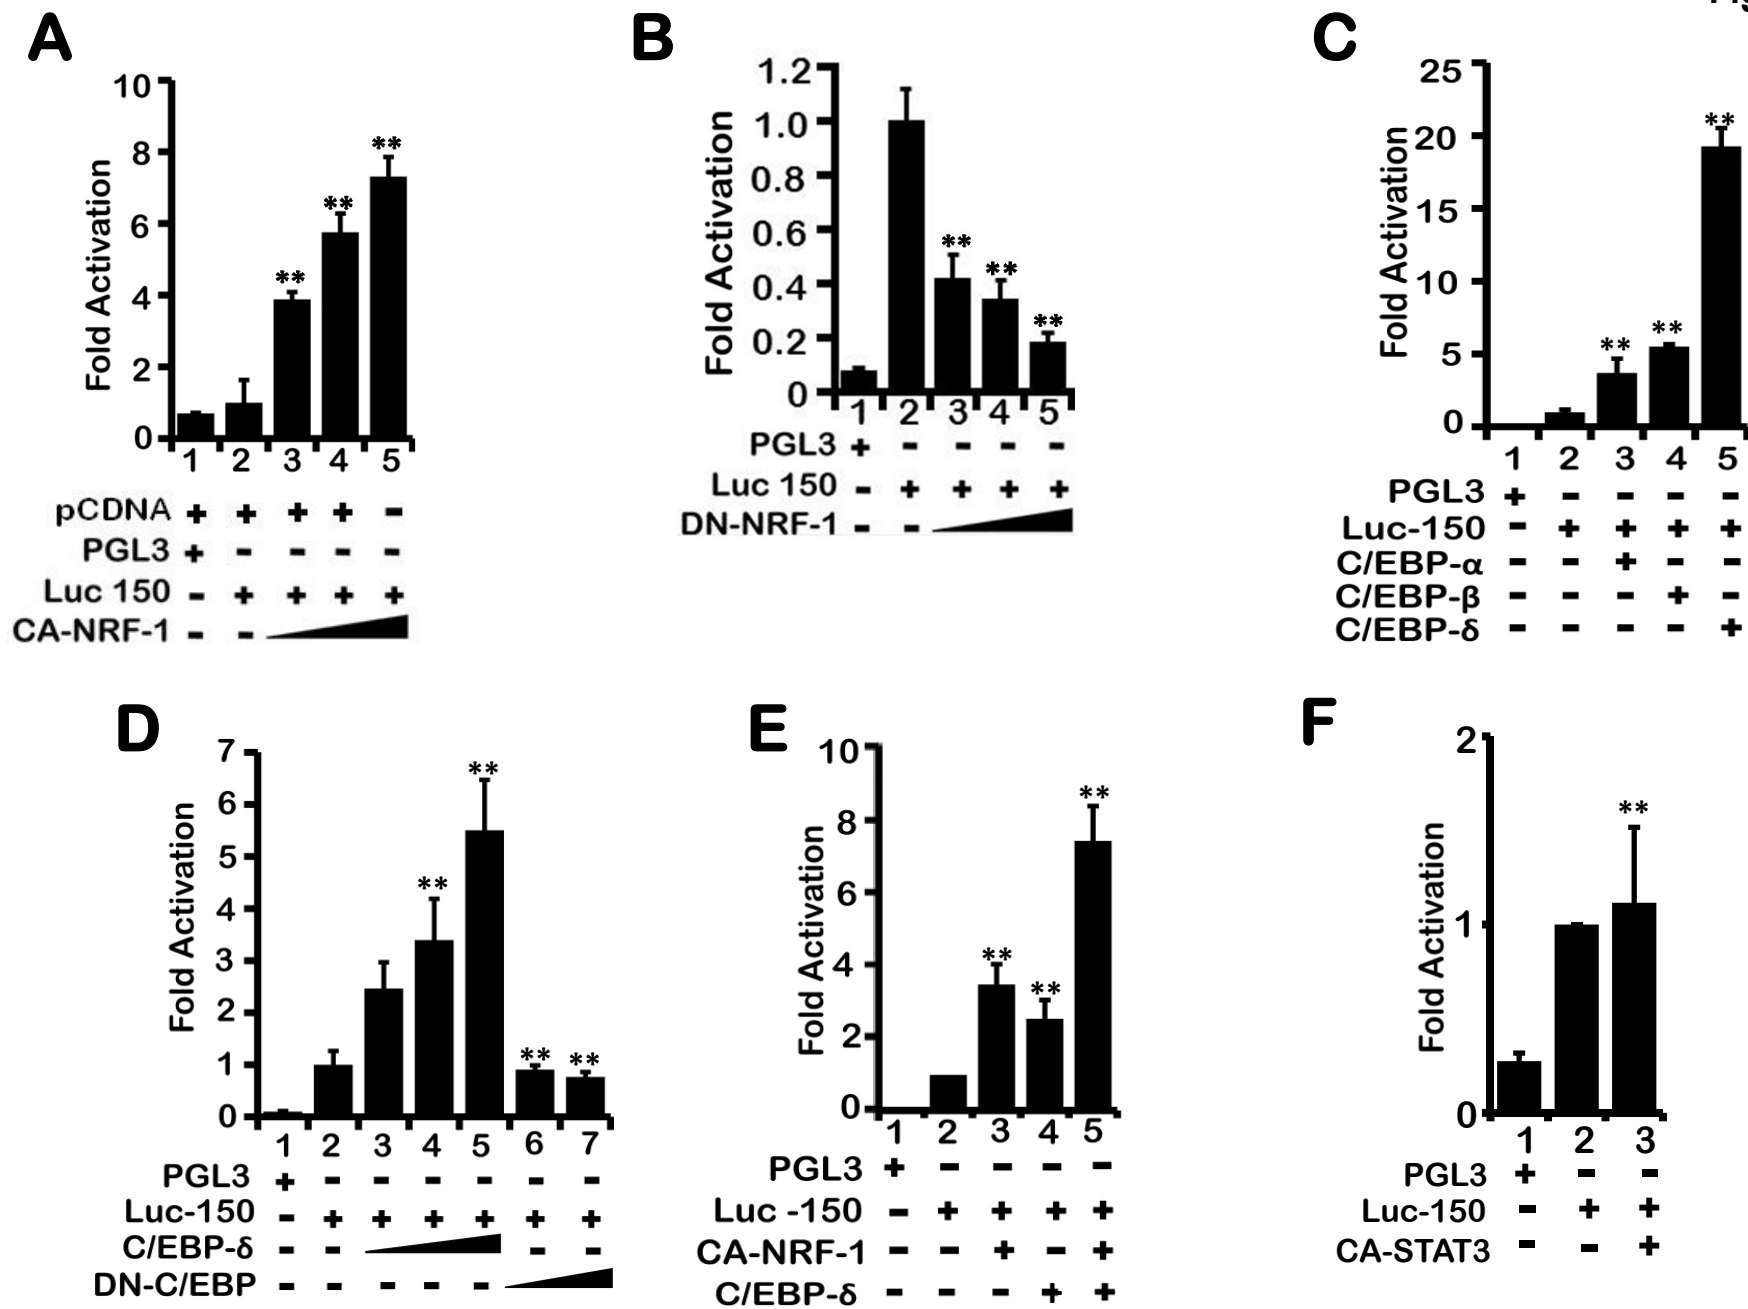 A
10
8
6
4
2
0
Fold Activation
**
**
**
1 2 3 4 5
pCDNA + + + + -
PGL3 + - - - -
Luc 150 - + + + +
CA-NRF-1 - -
B
1.2
1.0
0.8
0.6
0.4
0.2
0
Fold Activation
**
**
**
1 2 3 4 5
PGL3 + - - - -
Luc 150 - + + + +
DN-NRF-1 - -
C
25
20
15
10
5
0
Fold Activation
**
**
**
1 2 3 4 5
PGL3 + - - - -
Luc-150 - + + + +
C/EBP-α - - + - -
C/EBP-β - - - + -
C/EBP-δ - - - - +
D
7
6
5
4
3
2
1
0
Fold Activation
**
**
**
**
1 2 3 4 5 6 7
PGL3 + - - - - - -
Luc-150 - + + + + + +
C/EBP-δ - - - -
DN-C/EBP - - - - -
E
10
8
6
4
2
0
Fold Activation
**
**
**
1 2 3 4 5
PGL3 + - - - -
Luc -150 - + + + +
CA-NRF-1 - - + - +
C/EBP-δ - - - + +
F
2
1
0
Fold Activation
**
1 2 3
PGL3 + - -
Luc-150 - + +
CA-STAT3 - - +